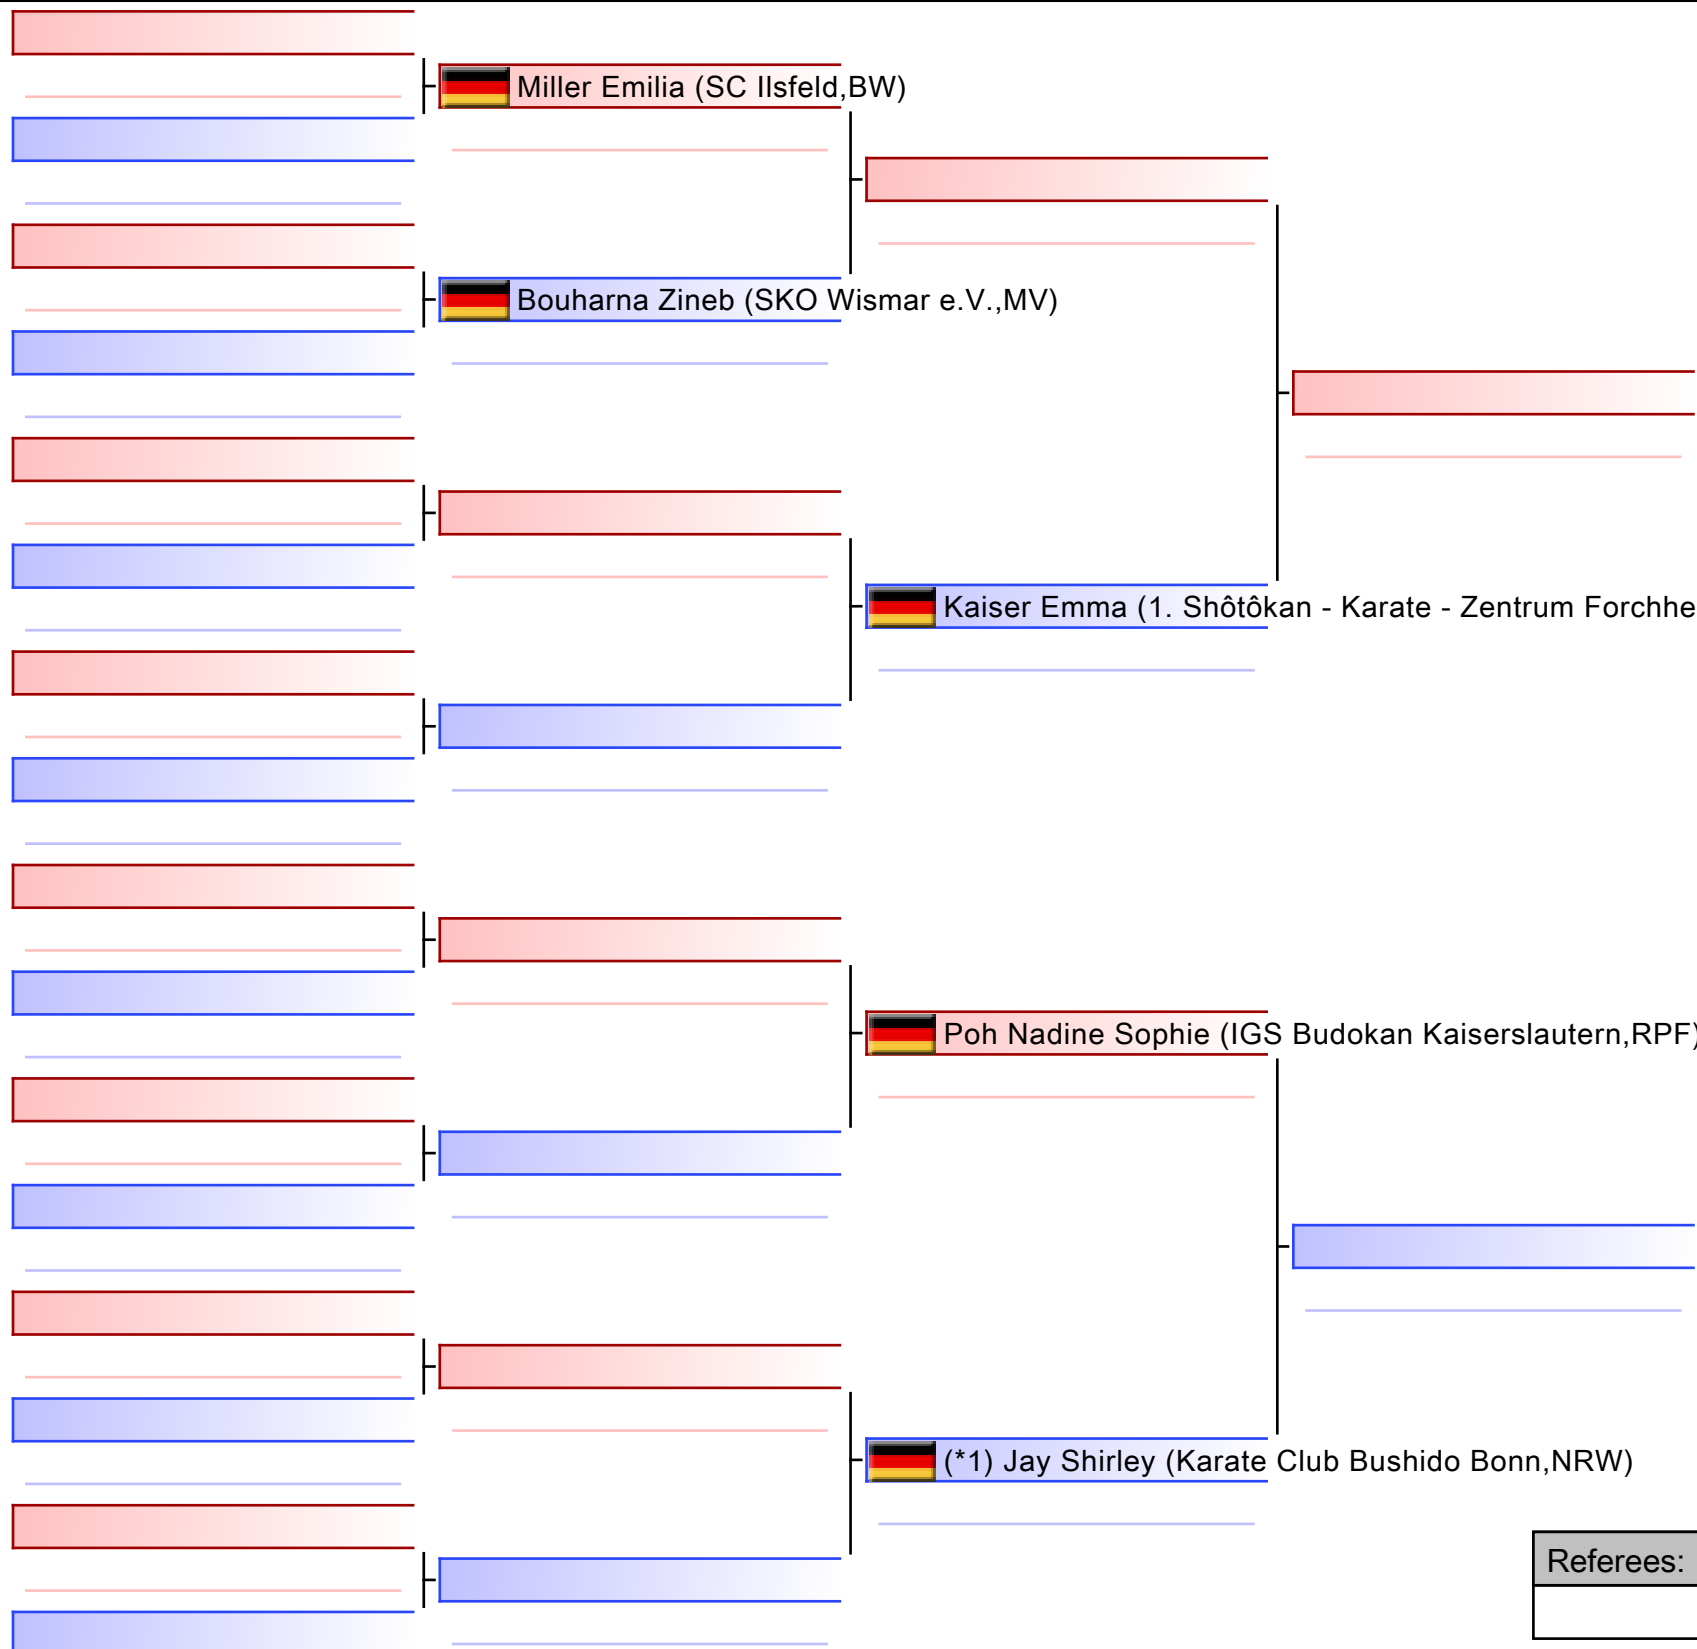 Miller Emilia (SC Ilsfeld,BW)
Bouharna Zineb (SKO Wismar e.V.,MV)
Kaiser Emma (1. Shôtôkan - Karate - Zentrum Forchhe
Poh Nadine Sophie (IGS Budokan Kaiserslautern,RPF)
(*1) Jay Shirley (Karate Club Bushido Bonn,NRW)
Referees: